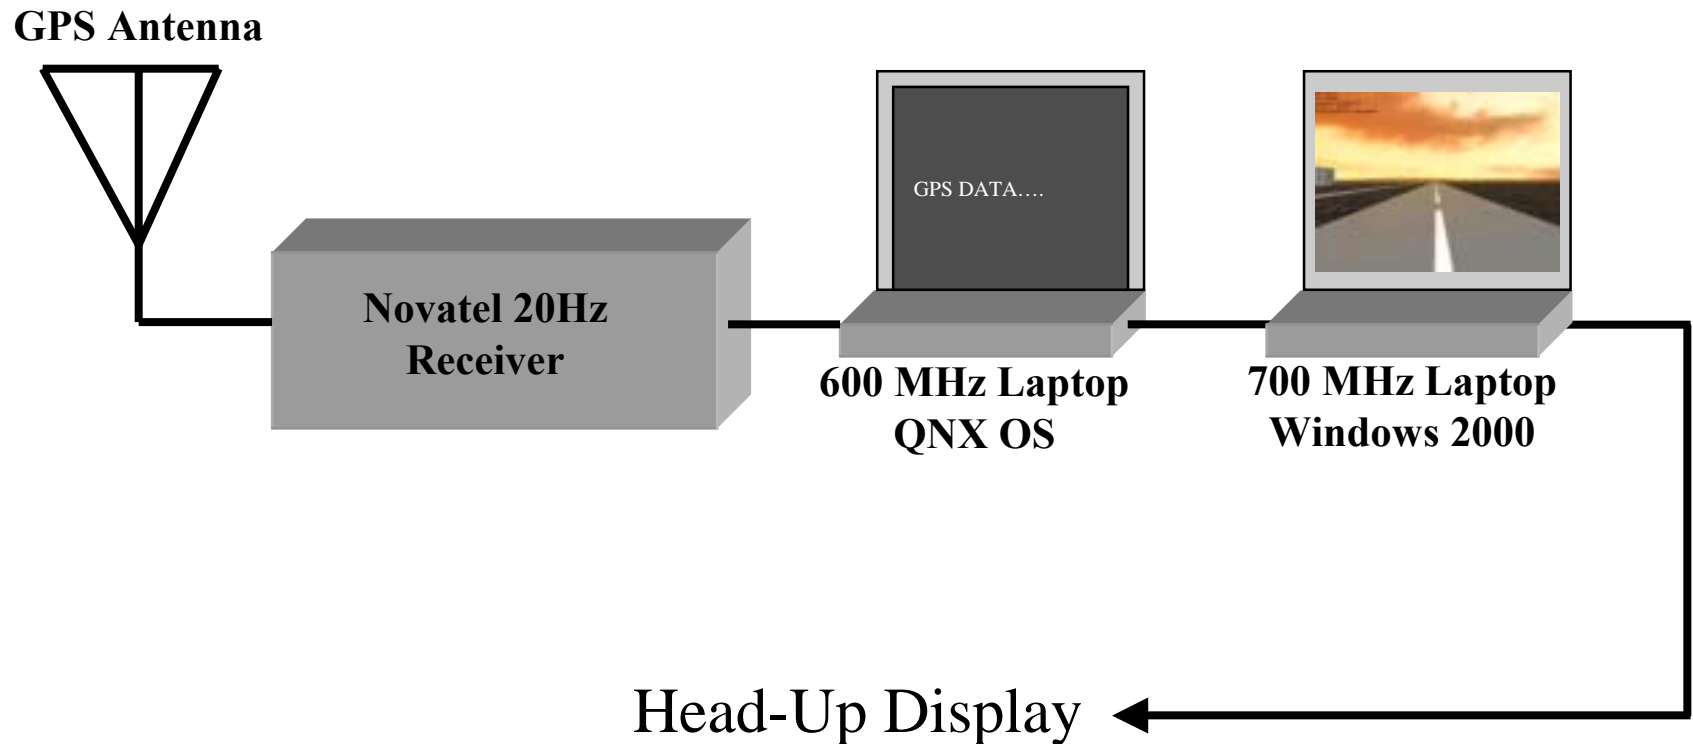 GPS Antenna
Novatel 20Hz
Receiver
GPS DATA….
600 MHz Laptop
QNX OS
700 MHz Laptop
Windows 2000
Head-Up Display